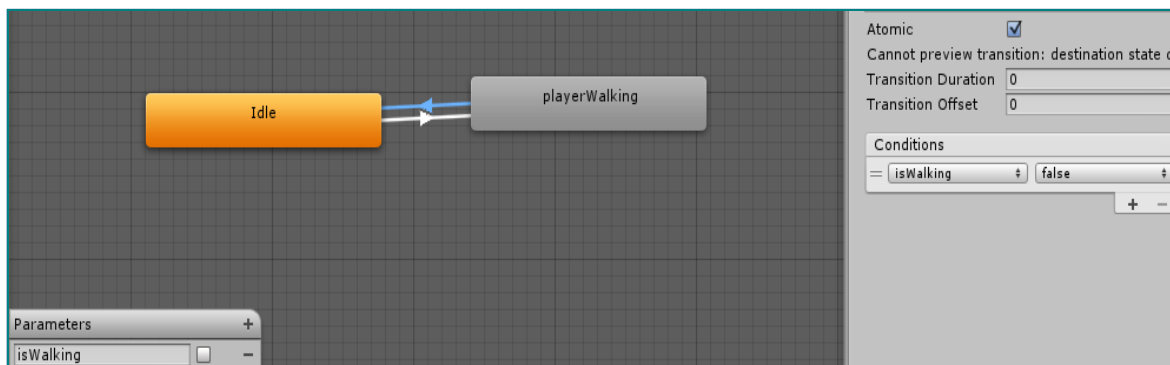 Idle
playerWalking
Parameters +
isWalking −
Atomic
Cannot preview transition: destination state
Transition Duration 0
Transition Offset 0
Conditions
= isWalking false
+ −